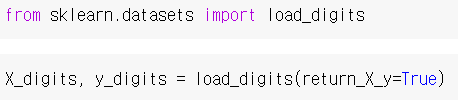 from sklearn.datasets import load_digits
X_digits, y_digits = load_digits(return_X_y=True)